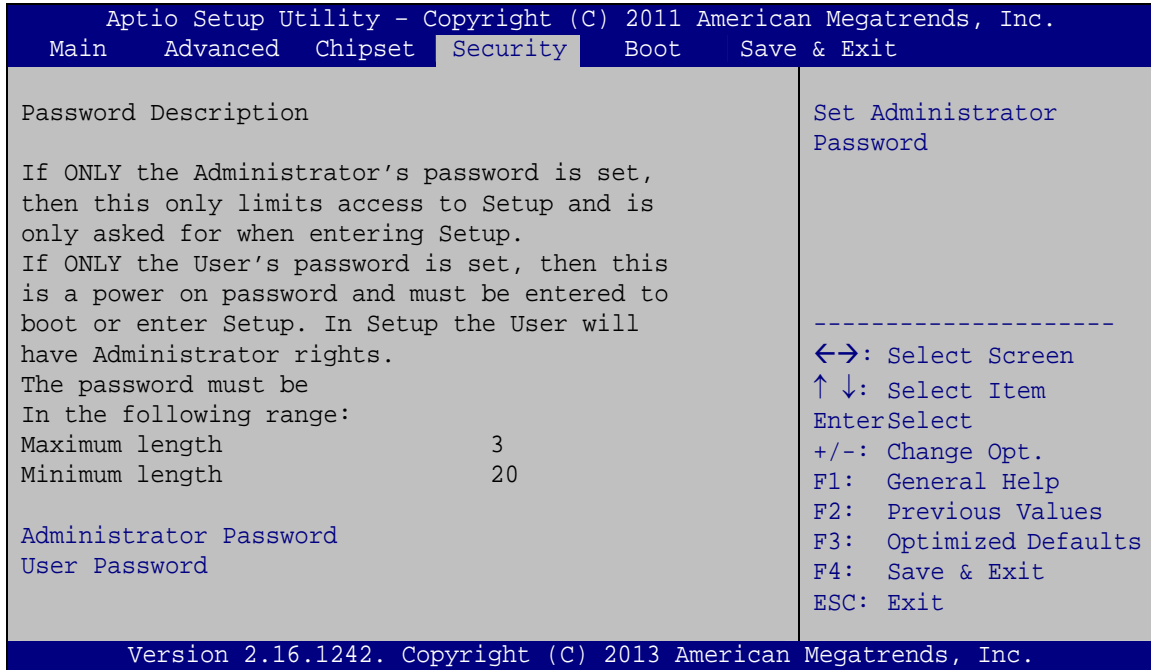 Aptio Setup Utility – Copyright (C) 2011 American Megatrends, Inc.
Main Advanced Chipset Security Boot Save & Exit
Password Description
If ONLY the Administrator’s password is set,
then this only limits access to Setup and is
only asked for when entering Setup.
If ONLY the User’s password is set, then this
is a power on password and must be entered to
boot or enter Setup. In Setup the User will
have Administrator rights.
The password must be
In the following range:
Maximum length 3
Minimum length 20
Administrator Password
User Password
Set Administrator
Password
---------------------
←→: Select Screen
↑ ↓: Select Item
EnterSelect
+/-: Change Opt.
F1: General Help
F2: Previous Values
F3: Optimized Defaults
F4: Save & Exit
ESC: Exit
Version 2.16.1242. Copyright (C) 2013 American Megatrends, Inc.